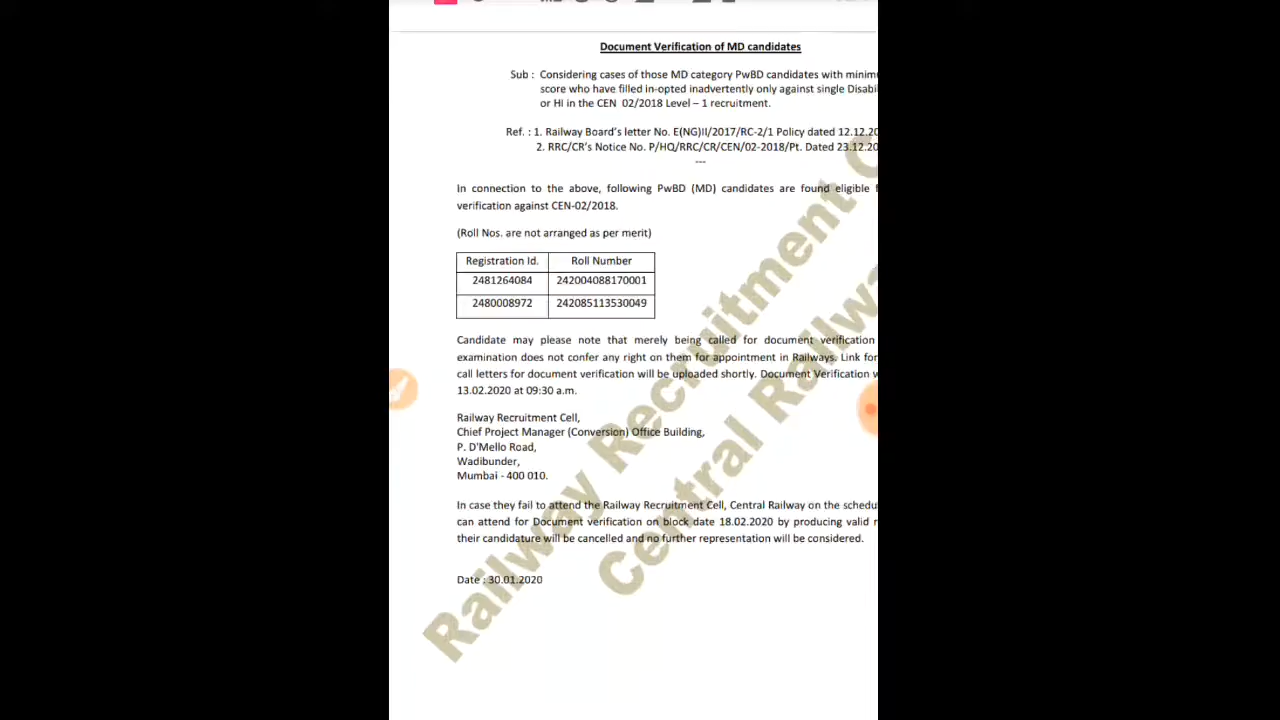 Document Verification of MD candidates
Sub : Considering cases of those MD category PwBD candidates with
score who have filled in-opted inadvertently only against single
or HI in the CEN 02/2018 Level – 1 recruitment.
Ref. : 1. Railway Board's letter No. E(NG)II/2017/RC-2/1 Policy dated 12.12.20
2. RRC/CR's Notice No. P/HQ/RRC/CR/CEN/02-2018/Pt. Dated 23.12.20
---
In connection to the above, following PwBD (MD) candidates are found eligible
verification against CEN-02/2018.
(Roll Nos. are not arranged as per merit)
Registration Id. Roll Number
2481264084 242004088170001
2480008972 242085113530049
Candidate may please note that merely being called for document verification
examination does not confer any right on them for appointment in Railways. Link for
call letters for document verification will be uploaded shortly. Document Verification
13.02.2020 at 09:30 a.m.
Railway Recruitment Cell,
Chief Project Manager (Conversion) Office Building,
P. D'Mello Road,
Wadibunder,
Mumbai - 400 010.
In case they fail to attend the Railway Recruitment Cell, Central Railway on the
can attend for Document verification on block date 18.02.2020 by producing valid
their candidature will be cancelled and no further representation will be considered.
Date : 30.01.2020
Railway Recruitment C
Central Railw